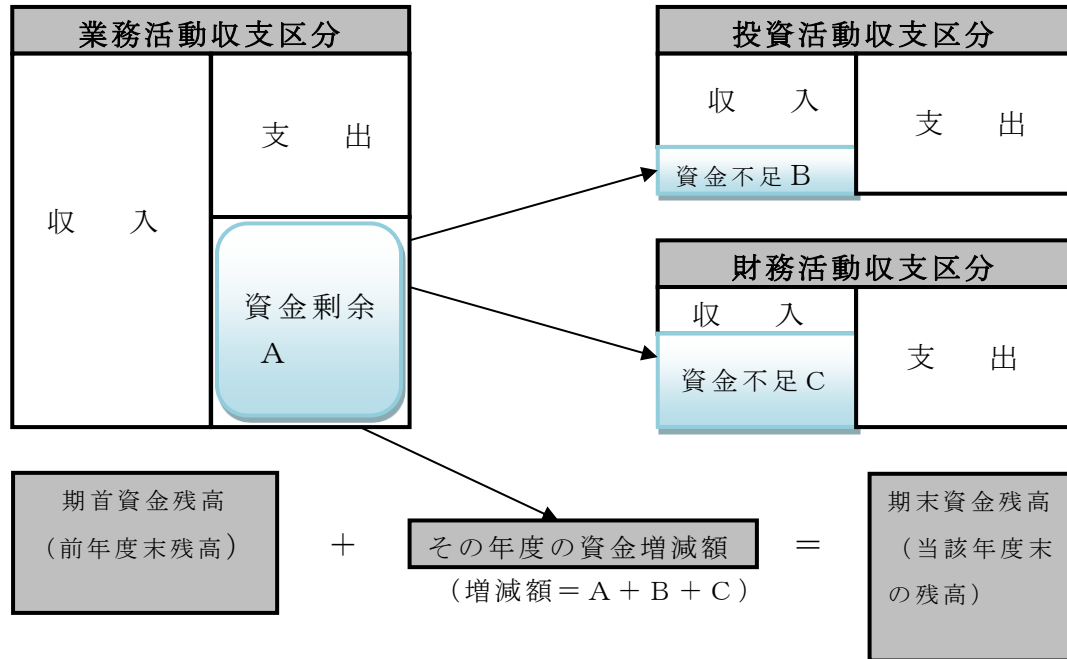 業務活動収支区分
収　入
支　出
資金剰余
A
投資活動収支区分
収　入
資金不足B
支　出
財務活動収支区分
収　入
資金不足C
支　出
期首資金残高
(前年度末残高)
+
その年度の資金増減額
(増減額=A+B+C)
=
期末資金残高
(当該年度末
の残高)